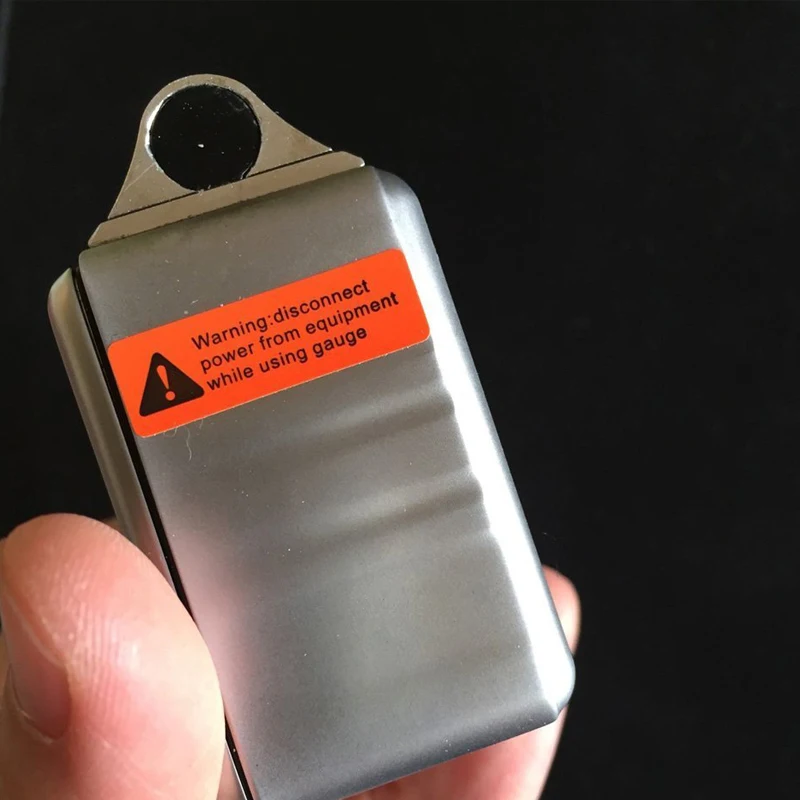 Warning:disconnect
power from equipment
while using gauge